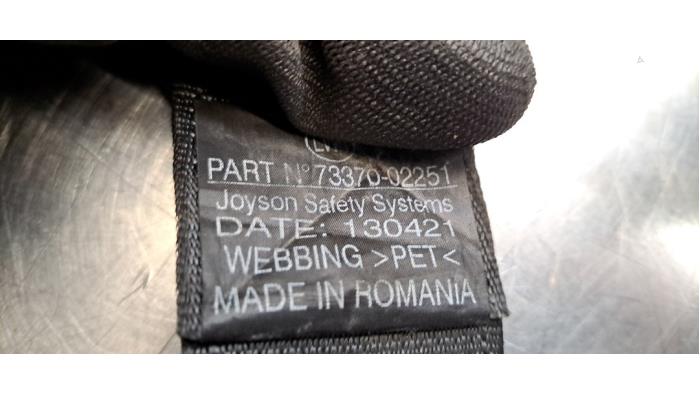 PART N° 73370-02251
Joyson Safety Systems
DATE: 130421
WEBBING >PET<
MADE IN ROMANIA